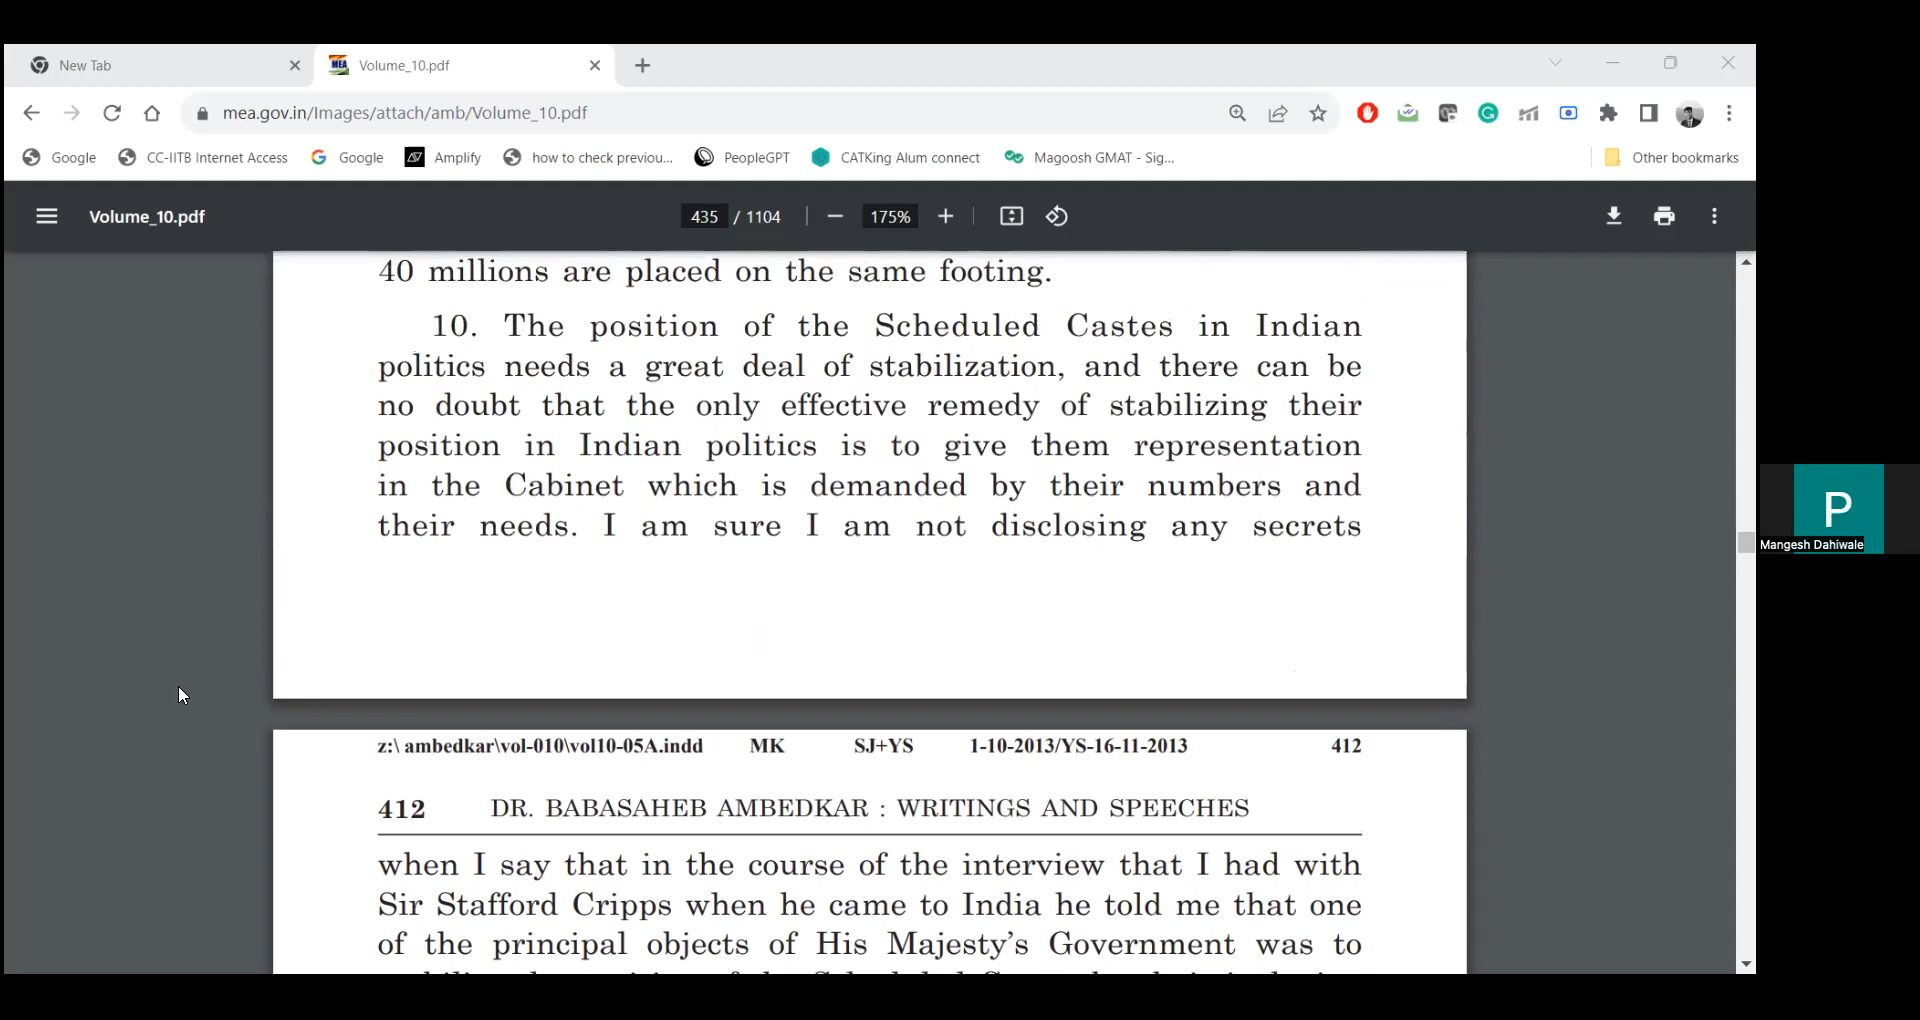 New Tab
Volume_10.pdf
mea.gov.in/Images/attach/amb/Volume_10.pdf
Google
CC-IITB Internet Access
Google
Amplify
how to check previou...
PeopleGPT
CATKing Alum connect
Magoosh GMAT - Sig...
Other bookmarks
Volume_10.pdf
435 / 1104
175%
40 millions are placed on the same footing.
10. The position of the Scheduled Castes in Indian
politics needs a great deal of stabilization, and there can be
no doubt that the only effective remedy of stabilizing their
position in Indian politics is to give them representation
in the Cabinet which is demanded by their numbers and
their needs. I am sure I am not disclosing any secrets
z:\ ambedkar\vol-010\vol10-05A.indd MK SJ+YS 1-10-2013/YS-16-11-2013 412
412 DR. BABASAHEB AMBEDKAR : WRITINGS AND SPEECHES
when I say that in the course of the interview that I had with
Sir Stafford Cripps when he came to India he told me that one
of the principal objects of His Majesty's Government was to
P
Mangesh Dahiwale